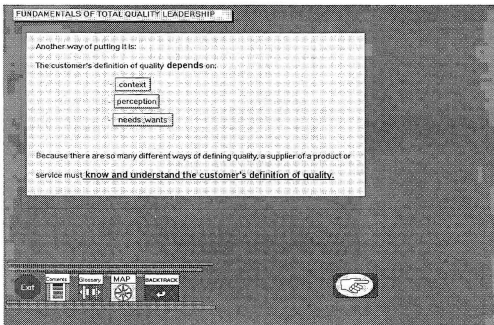 FUNDAMENTALS OF TOTAL QUALITY LEADERSHIP
Another way of putting it is:
The customer's definition of quality depends on:
- context
- perception
- needs_wants
Because there are so many different ways of defining quality, a supplier of a product or
service must know and understand the customer's definition of quality.
Exit Contents Glossary MAP BACKTRACK